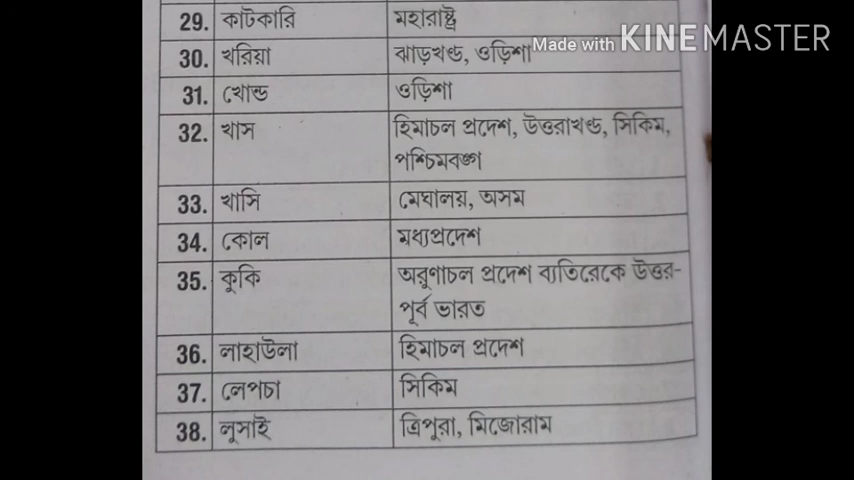 29. কাটকারি মহারাষ্ট্র
Made with KINEMASTER
30. খরিয়া ঝাড়খণ্ড, ওড়িশা
31. খোন্ড ওড়িশা
32. খাস হিমাচল প্রদেশ, উত্তরাখণ্ড, সিকিম,
পশ্চিমবঙ্গ
33. খাসি মেঘালয়, অসম
34. কোল মধ্যপ্রদেশ
35. কুকি অরুণাচল প্রদেশ ব্যতিরেকে উত্তর-
পূর্ব ভারত
36. লাহাউলা হিমাচল প্রদেশ
37. লেপচা সিকিম
38. লুসাই ত্রিপুরা, মিজোরাম